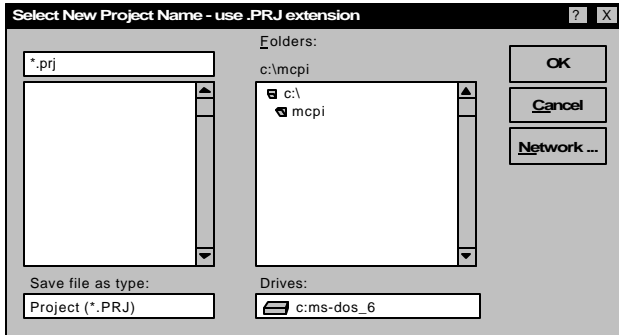 Select New Project Name - use .PRJ extension ? X
Folders:
*.prj
c:\mcpi
OK
c:\
mcpi
Cancel
Network ...
Save file as type:
Drives:
Project (*.PRJ)
c:ms-dos_6